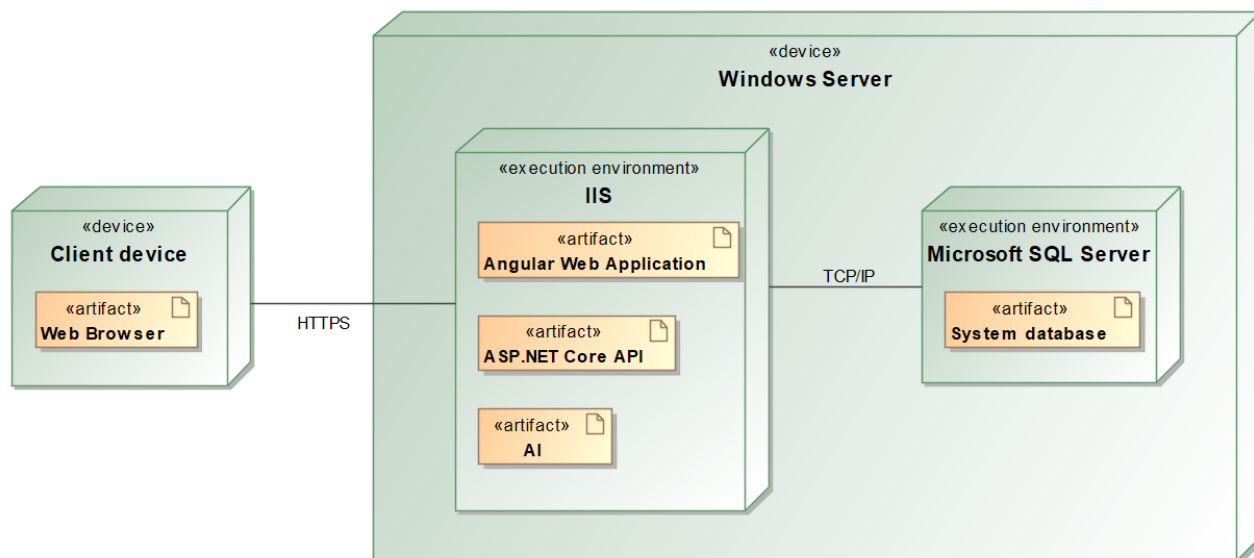 «device»
Windows Server
«execution environment»
IIS
«artifact»
Angular Web Application
«artifact»
ASP.NET Core API
«artifact»
AI
«device»
Client device
«artifact»
Web Browser
HTTPS
TCP/IP
«execution environment»
Microsoft SQL Server
«artifact»
System database